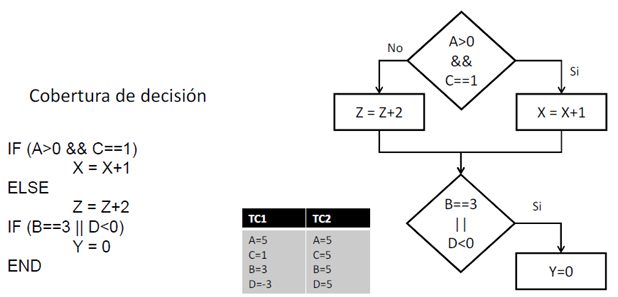 Cobertura de decisión
IF (A>0 && C==1)
X = X+1
ELSE
Z = Z+2
IF (B==3 || D<0)
Y = 0
END
TC1 TC2
A=5 A=5
C=1 C=5
B=3 B=5
D=-3 D=5
A>0
&&
C==1
No
Si
Z = Z+2
X = X+1
B==3
||
D<0
Si
Y=0